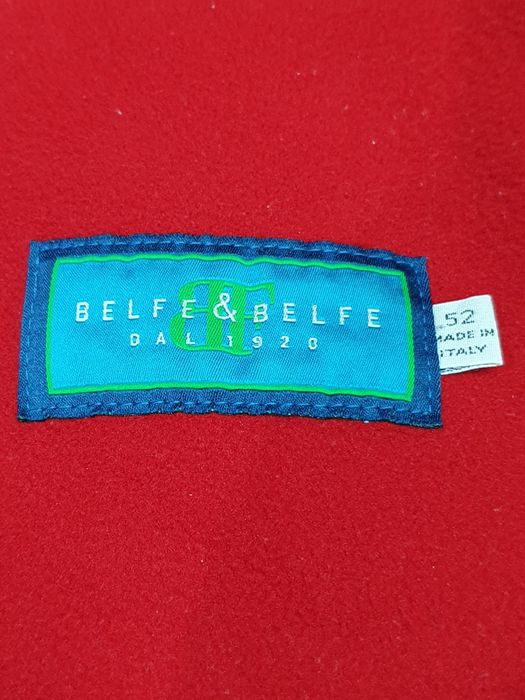 BELFE & BELFE
DAL 1920
52
MADE IN
ITALY